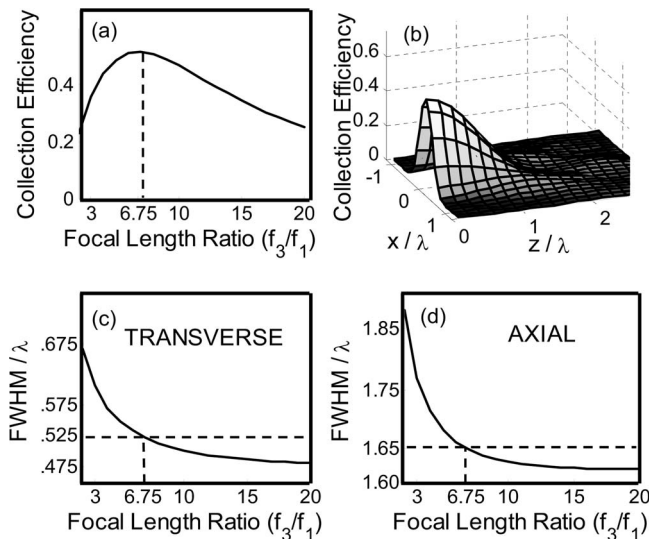 (a)
Collection Efficiency
0.4
0.2
0
3 6.75 10 15 20
Focal Length Ratio (f3/f1)
(b)
Collection Efficiency
0.6
0.4
0.2
0
-1
0
1
x / λ
0 1 2
z / λ
(c)
TRANSVERSE
FWHM / λ
.675
.575
.525
.475
3 6.75 10 15 20
Focal Length Ratio (f3/f1)
(d)
AXIAL
FWHM / λ
1.85
1.75
1.65
1.60
3 6.75 10 15 20
Focal Length Ratio (f3/f1)